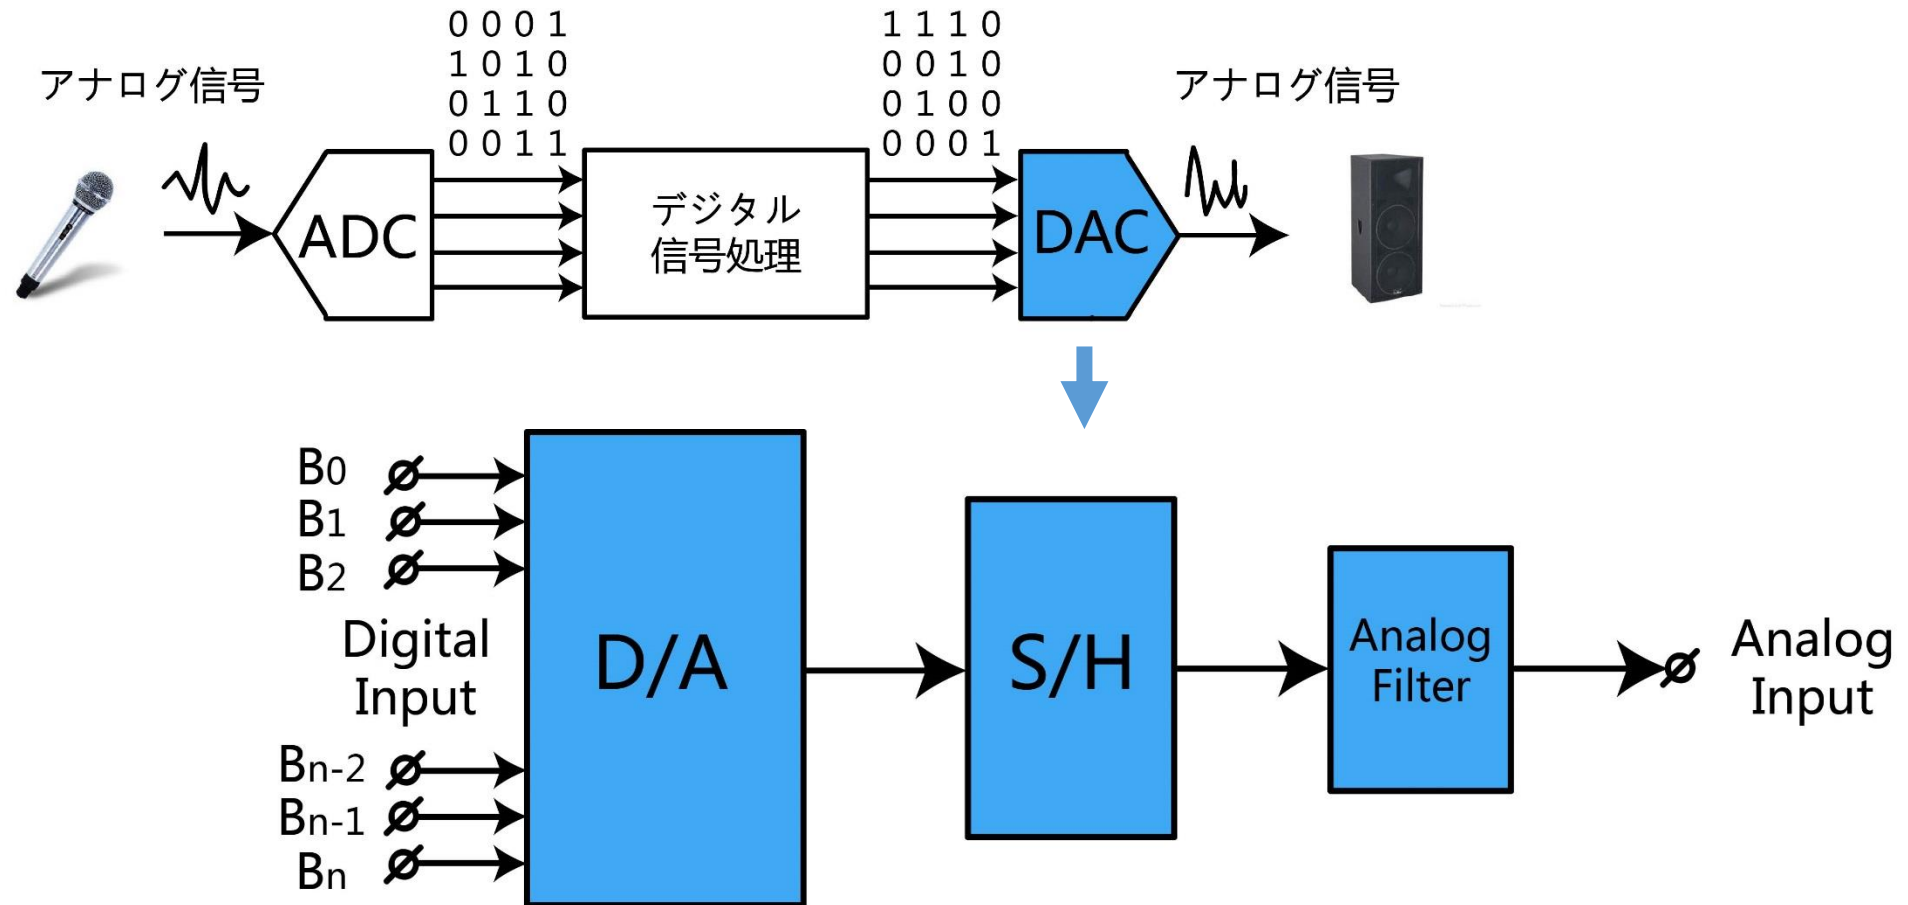 0 0 0 1
1 0 1 0
0 1 1 0
0 0 1 1
1 1 1 0
0 0 1 0
0 1 0 0
0 0 0 1
アナログ信号
アナログ信号
ADC
デジタル
信号処理
DAC
B0
B1
B2
Digital
Input
Bn-2
Bn-1
Bn
D/A
S/H
Analog
Filter
Analog
Input